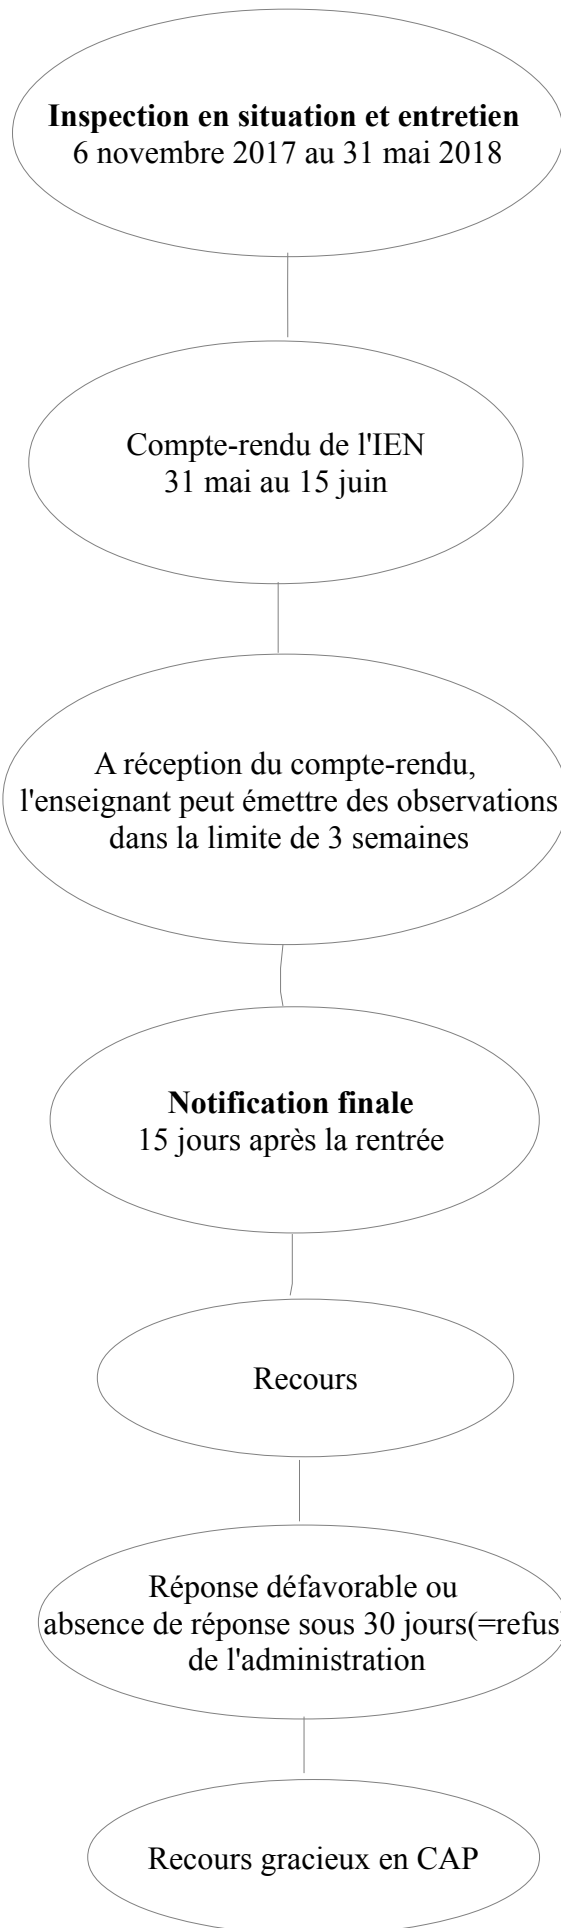 Inspection en situation et entretien
6 novembre 2017 au 31 mai 2018
Compte-rendu de l'IEN
31 mai au 15 juin
A réception du compte-rendu,
l'enseignant peut émettre des observations
dans la limite de 3 semaines
Notification finale
15 jours après la rentrée
Recours
Réponse défavorable ou
absence de réponse sous 30 jours(=refus)
de l'administration
Recours gracieux en CAP